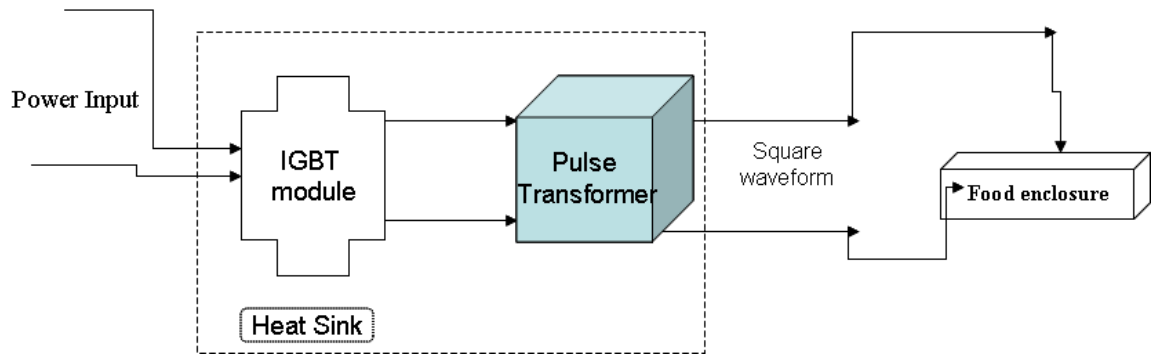 Power Input
IGBT
module
Pulse
Transformer
Square
waveform
Food enclosure
Heat Sink